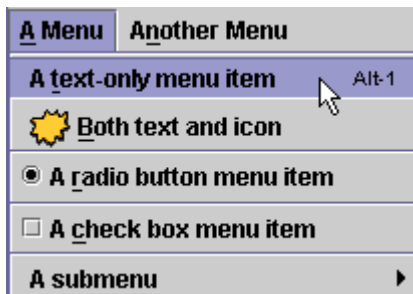 A Menu Another Menu
A text-only menu item Alt-1
Both text and icon
A radio button menu item
A check box menu item
A submenu